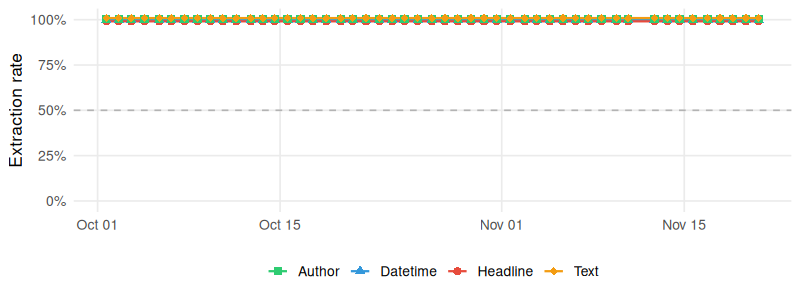 Extraction rate
100%
75%
50%
25%
0%
Oct 01 Oct 15 Nov 01 Nov 15
Author Datetime Headline Text